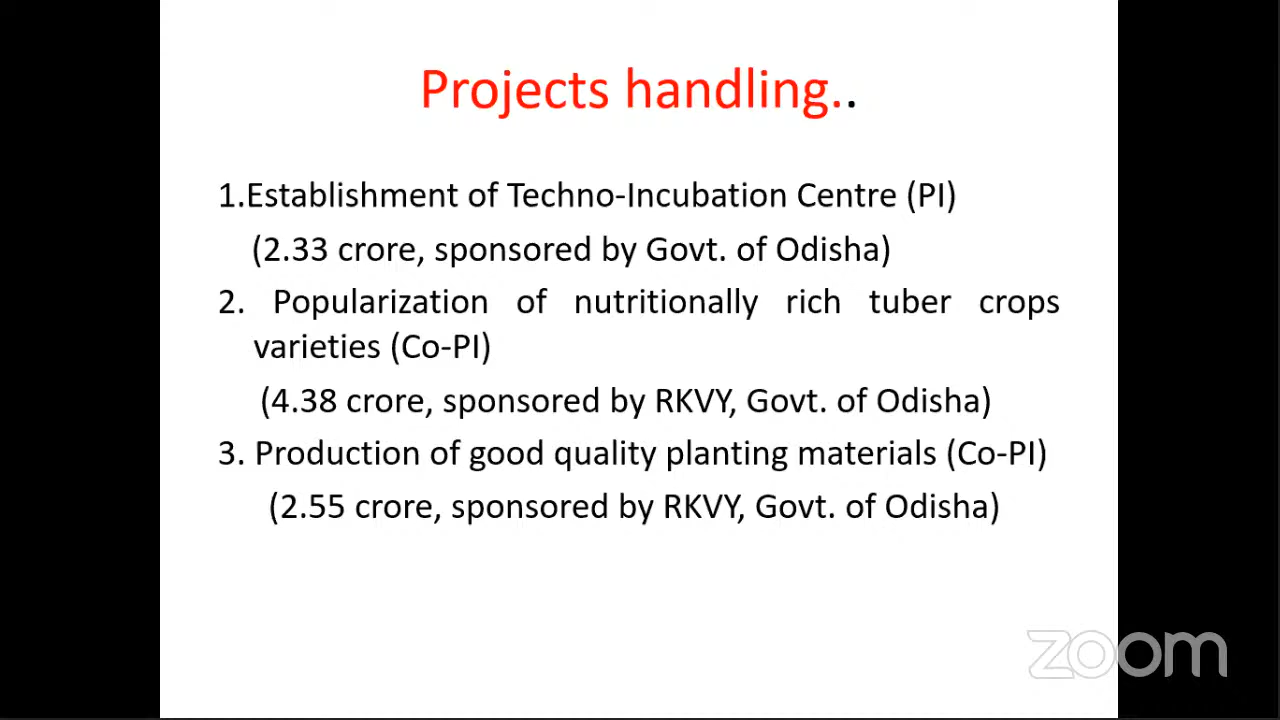 Projects handling..
1.Establishment of Techno-Incubation Centre (PI)
(2.33 crore, sponsored by Govt. of Odisha)
2. Popularization of nutritionally rich tuber crops
varieties (Co-PI)
(4.38 crore, sponsored by RKVY, Govt. of Odisha)
3. Production of good quality planting materials (Co-PI)
(2.55 crore, sponsored by RKVY, Govt. of Odisha)
zoom